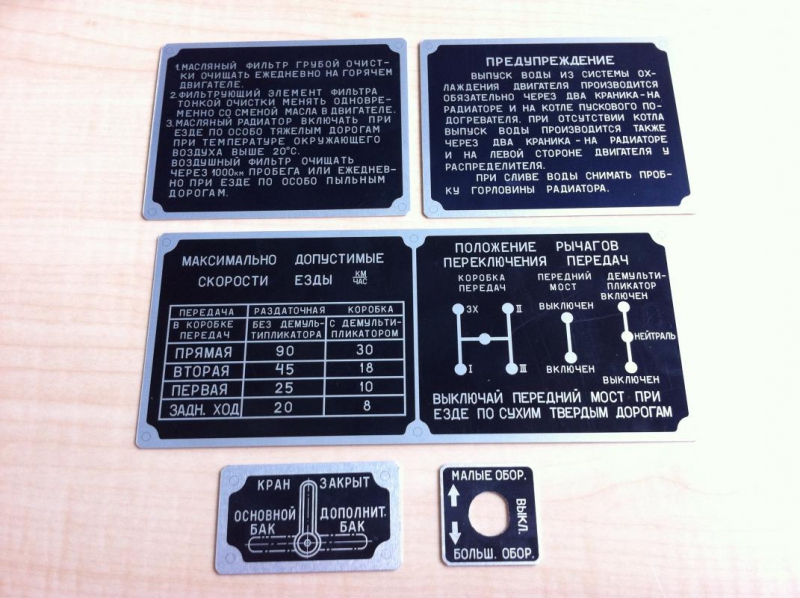 1. МАСЛЯНЫЙ ФИЛЬТР ГРУБОЙ ОЧИСТ-
КИ ОЧИЩАТЬ ЕЖЕДНЕВНО НА ГОРЯЧЕМ
ДВИГАТЕЛЕ.
2. ФИЛЬТРУЮЩИЙ ЭЛЕМЕНТ ФИЛЬТРА
ТОНКОЙ ОЧИСТКИ МЕНЯТЬ ОДНОВРЕ-
МЕННО СО СМЕНОЙ МАСЛА В ДВИГАТЕЛЕ.
3. МАСЛЯНЫЙ РАДИАТОР ВКЛЮЧАТЬ ПРИ
ЕЗДЕ ПО ОСОБО ТЯЖЕЛЫМ ДОРОГАМ
ПРИ ТЕМПЕРАТУРЕ ОКРУЖАЮЩЕГО
ВОЗДУХА ВЫШЕ 20°С.
ВОЗДУШНЫЙ ФИЛЬТР ОЧИЩАТЬ
ЧЕРЕЗ 1000 КМ ПРОБЕГА ИЛИ ЕЖЕДНЕВ-
НО ПРИ ЕЗДЕ ПО ОСОБО ПЫЛЬНЫМ
ДОРОГАМ.
ПРЕДУПРЕЖДЕНИЕ
ВЫПУСК ВОДЫ ИЗ СИСТЕМЫ ОХ-
ЛАЖДЕНИЯ ДВИГАТЕЛЯ ПРОИЗВОДИТСЯ
ОБЯЗАТЕЛЬНО ЧЕРЕЗ ДВА КРАНИКА-НА
РАДИАТОРЕ И НА КОТЛЕ ПУСКОВОГО ПО-
ДОГРЕВАТЕЛЯ. ПРИ ОТСУТСТВИИ КОТЛА
ВЫПУСК ВОДЫ ПРОИЗВОДИТСЯ ТАКЖЕ
ЧЕРЕЗ ДВА КРАНИКА - НА РАДИАТОРЕ
И НА ЛЕВОЙ СТОРОНЕ ДВИГАТЕЛЯ У
РАСПРЕДЕЛИТЕЛЯ.
ПРИ СЛИВЕ ВОДЫ СНИМАТЬ ПРОБ-
КУ ГОРЛОВИНЫ РАДИАТОРА.
МАКСИМАЛЬНО ДОПУСТИМЫЕ
СКОРОСТИ ЕЗДЫ КМ/ЧАС
ПЕРЕДАЧА РАЗДАТОЧНАЯ КОРОБКА
В КОРОБКЕ БЕЗ ДЕМУЛЬ- С ДЕМУЛЬТИ-
ПЕРЕДАЧ ТИПЛИКАТОРА ПЛИКАТОРОМ
ПРЯМАЯ 90 30
ВТОРАЯ 45 18
ПЕРВАЯ 25 10
ЗАДН. ХОД 20 8
ПОЛОЖЕНИЕ РЫЧАГОВ
ПЕРЕКЛЮЧЕНИЯ ПЕРЕДАЧ
КОРОБКА ПЕРЕДНИЙ ДЕМУЛЬТИ-
ПЕРЕДАЧ МОСТ ПЛИКАТОР
ВКЛЮЧЕН
ЗХ II ВЫКЛЮЧЕН
НЕЙТРАЛЬ
I III ВКЛЮЧЕН
ВЫКЛЮЧЕН
ВЫКЛЮЧАЙ ПЕРЕДНИЙ МОСТ ПРИ
ЕЗДЕ ПО СУХИМ ТВЕРДЫМ ДОРОГАМ
КРАН ЗАКРЫТ
ОСНОВНОЙ ДОПОЛНИТ.
БАК БАК
МАЛЫЕ ОБОР.
ВЫКЛ.
БОЛЬШ. ОБОР.